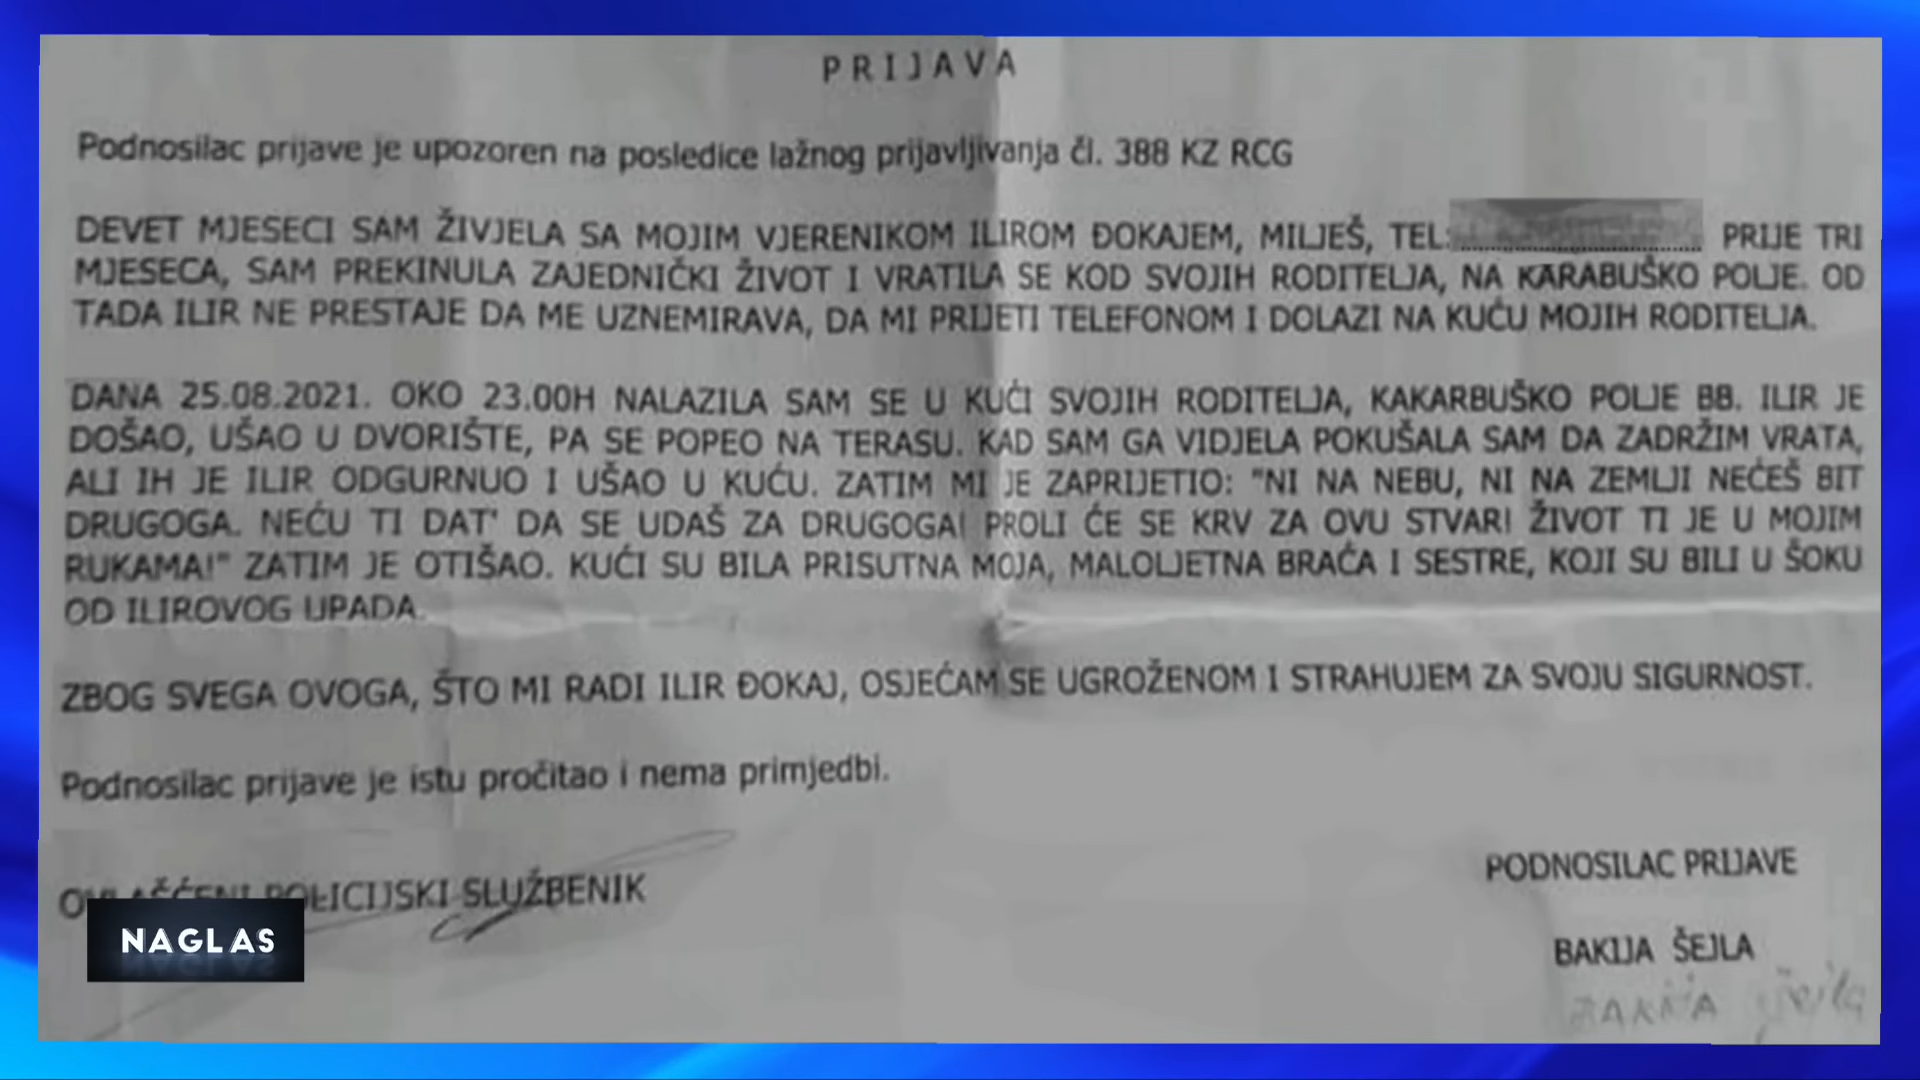 PRIJAVA
Podnosilac prijave je upozoren na posledice lažnog prijavljivanja čl. 388 KZ RCG
DEVET MJESECI SAM ŽIVJELA SA MOJIM VJERENIKOM ILIROM ĐOKAJEM, MILJEŠ, TEL: PRIJE TRI
MJESECA, SAM PREKINULA ZAJEDNIČKI ŽIVOT I VRATILA SE KOD SVOJIH RODITELJA, NA KARABUŠKO POLJE. OD
TADA ILIR NE PRESTAJE DA ME UZNEMIRAVA, DA MI PRIJETI TELEFONOM I DOLAZI NA KUĆU MOJIH RODITELJA.
DANA 25.08.2021. OKO 23.00H NALAZILA SAM SE U KUĆI SVOJIH RODITELJA, KAKARBUŠKO POLJE BB. ILIR JE
DOŠAO, UŠAO U DVORIŠTE, PA SE POPEO NA TERASU. KAD SAM GA VIDJELA POKUŠALA SAM DA ZADRŽIM VRATA,
ALI IH JE ILIR ODGURNUO I UŠAO U KUĆU. ZATIM MI JE ZAPRIJETIO: "NI NA NEBU, NI NA ZEMLJI NEĆEŠ BIT
DRUGOGA. NEĆU TI DAT' DA SE UDAŠ ZA DRUGOGA! PROLI ĆE SE KRV ZA OVU STVAR! ŽIVOT TI JE U MOJIM
RUKAMA!" ZATIM JE OTIŠAO. KUĆI SU BILA PRISUTNA MOJA, MALOLJETNA BRAĆA I SESTRE, KOJI SU BILI U ŠOKU
OD ILIROVOG UPADA.
ZBOG SVEGA OVOGA, ŠTO MI RADI ILIR ĐOKAJ, OSJEĆAM SE UGROŽENOM I STRAHUJEM ZA SVOJU SIGURNOST.
Podnosilac prijave je istu pročitao i nema primjedbi.
OVLAŠĆENI POLICIJSKI SLUŽBENIK
PODNOSILAC PRIJAVE
BAKIJA ŠEJLA
BAKIJA Šejla
NAGLAS